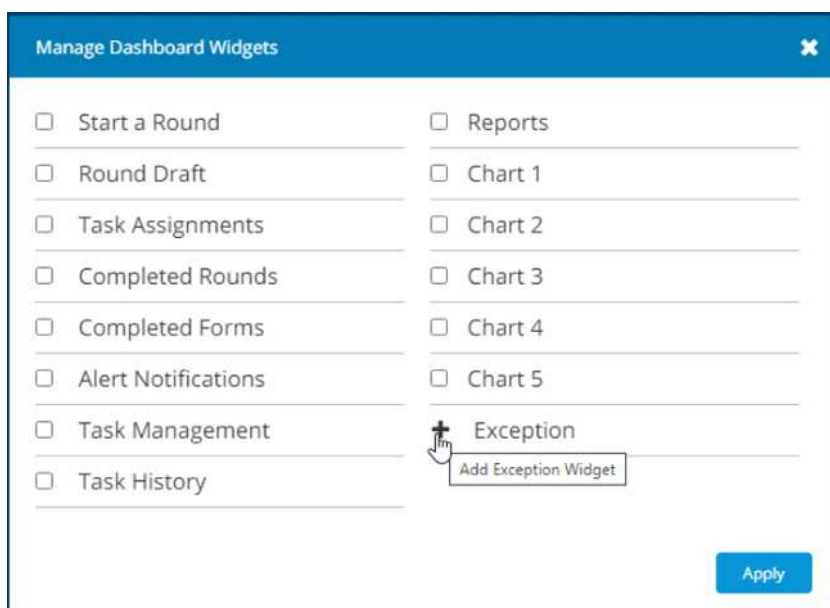 Manage Dashboard Widgets
Start a Round
Round Draft
Task Assignments
Completed Rounds
Completed Forms
Alert Notifications
Task Management
Task History
Reports
Chart 1
Chart 2
Chart 3
Chart 4
Chart 5
Exception
Add Exception Widget
Apply